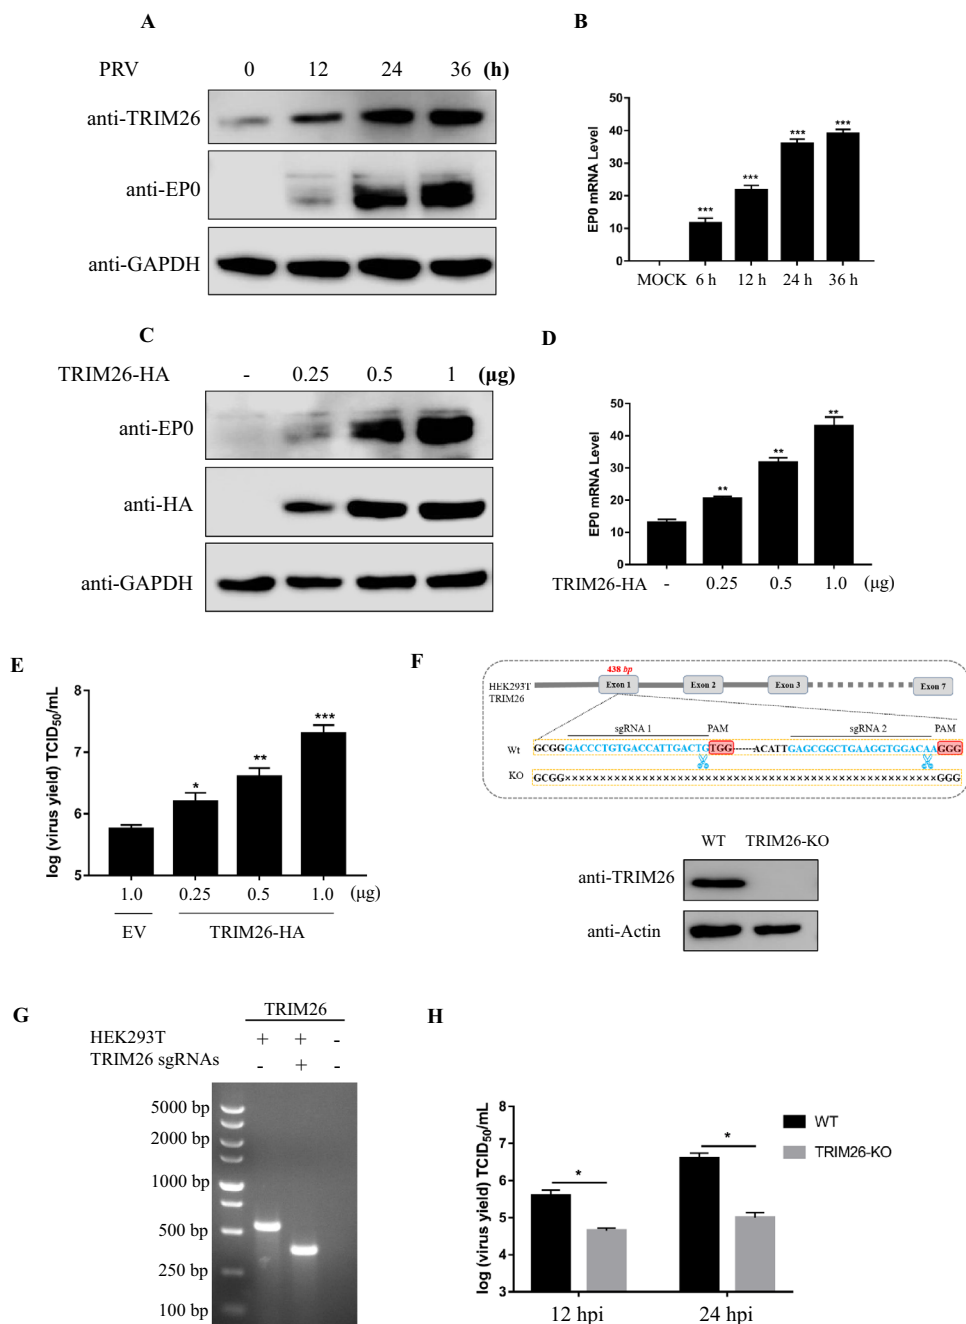 A
PRV 0 12 24 36 (h)
anti-TRIM26
anti-EP0
anti-GAPDH
B
EP0 mRNA Level
50
40
30
20
10
0
*** *** *** ***
MOCK 6 h 12 h 24 h 36 h
C
TRIM26-HA - 0.25 0.5 1 (μg)
anti-EP0
anti-HA
anti-GAPDH
D
EP0 mRNA Level
50
40
30
20
10
0
** ** **
TRIM26-HA - 0.25 0.5 1.0 (μg)
E
log (virus yield) TCID50/mL
8
7
6
5
* ** ***
1.0 0.25 0.5 1.0 (μg)
EV TRIM26-HA
F
438 bp
HEK293T
TRIM26
Exon 1 Exon 2 Exon 3 Exon 7
sgRNA 1 PAM sgRNA 2 PAM
Wt GCGGGACCCTGTGACCATTGACTGTGG------ACATTGAGCGGCTGAAGGTGGACAAGGG
KO GCGG×××××××××××××××××××××××××××××××××××××××××××××××××××××GGG
WT TRIM26-KO
anti-TRIM26
anti-Actin
G
TRIM26
HEK293T + + -
TRIM26 sgRNAs - + -
5000 bp
2000 bp
1000 bp
500 bp
250 bp
100 bp
H
log (virus yield) TCID50/mL
8
7
6
5
4
3
* *
WT
TRIM26-KO
12 hpi 24 hpi